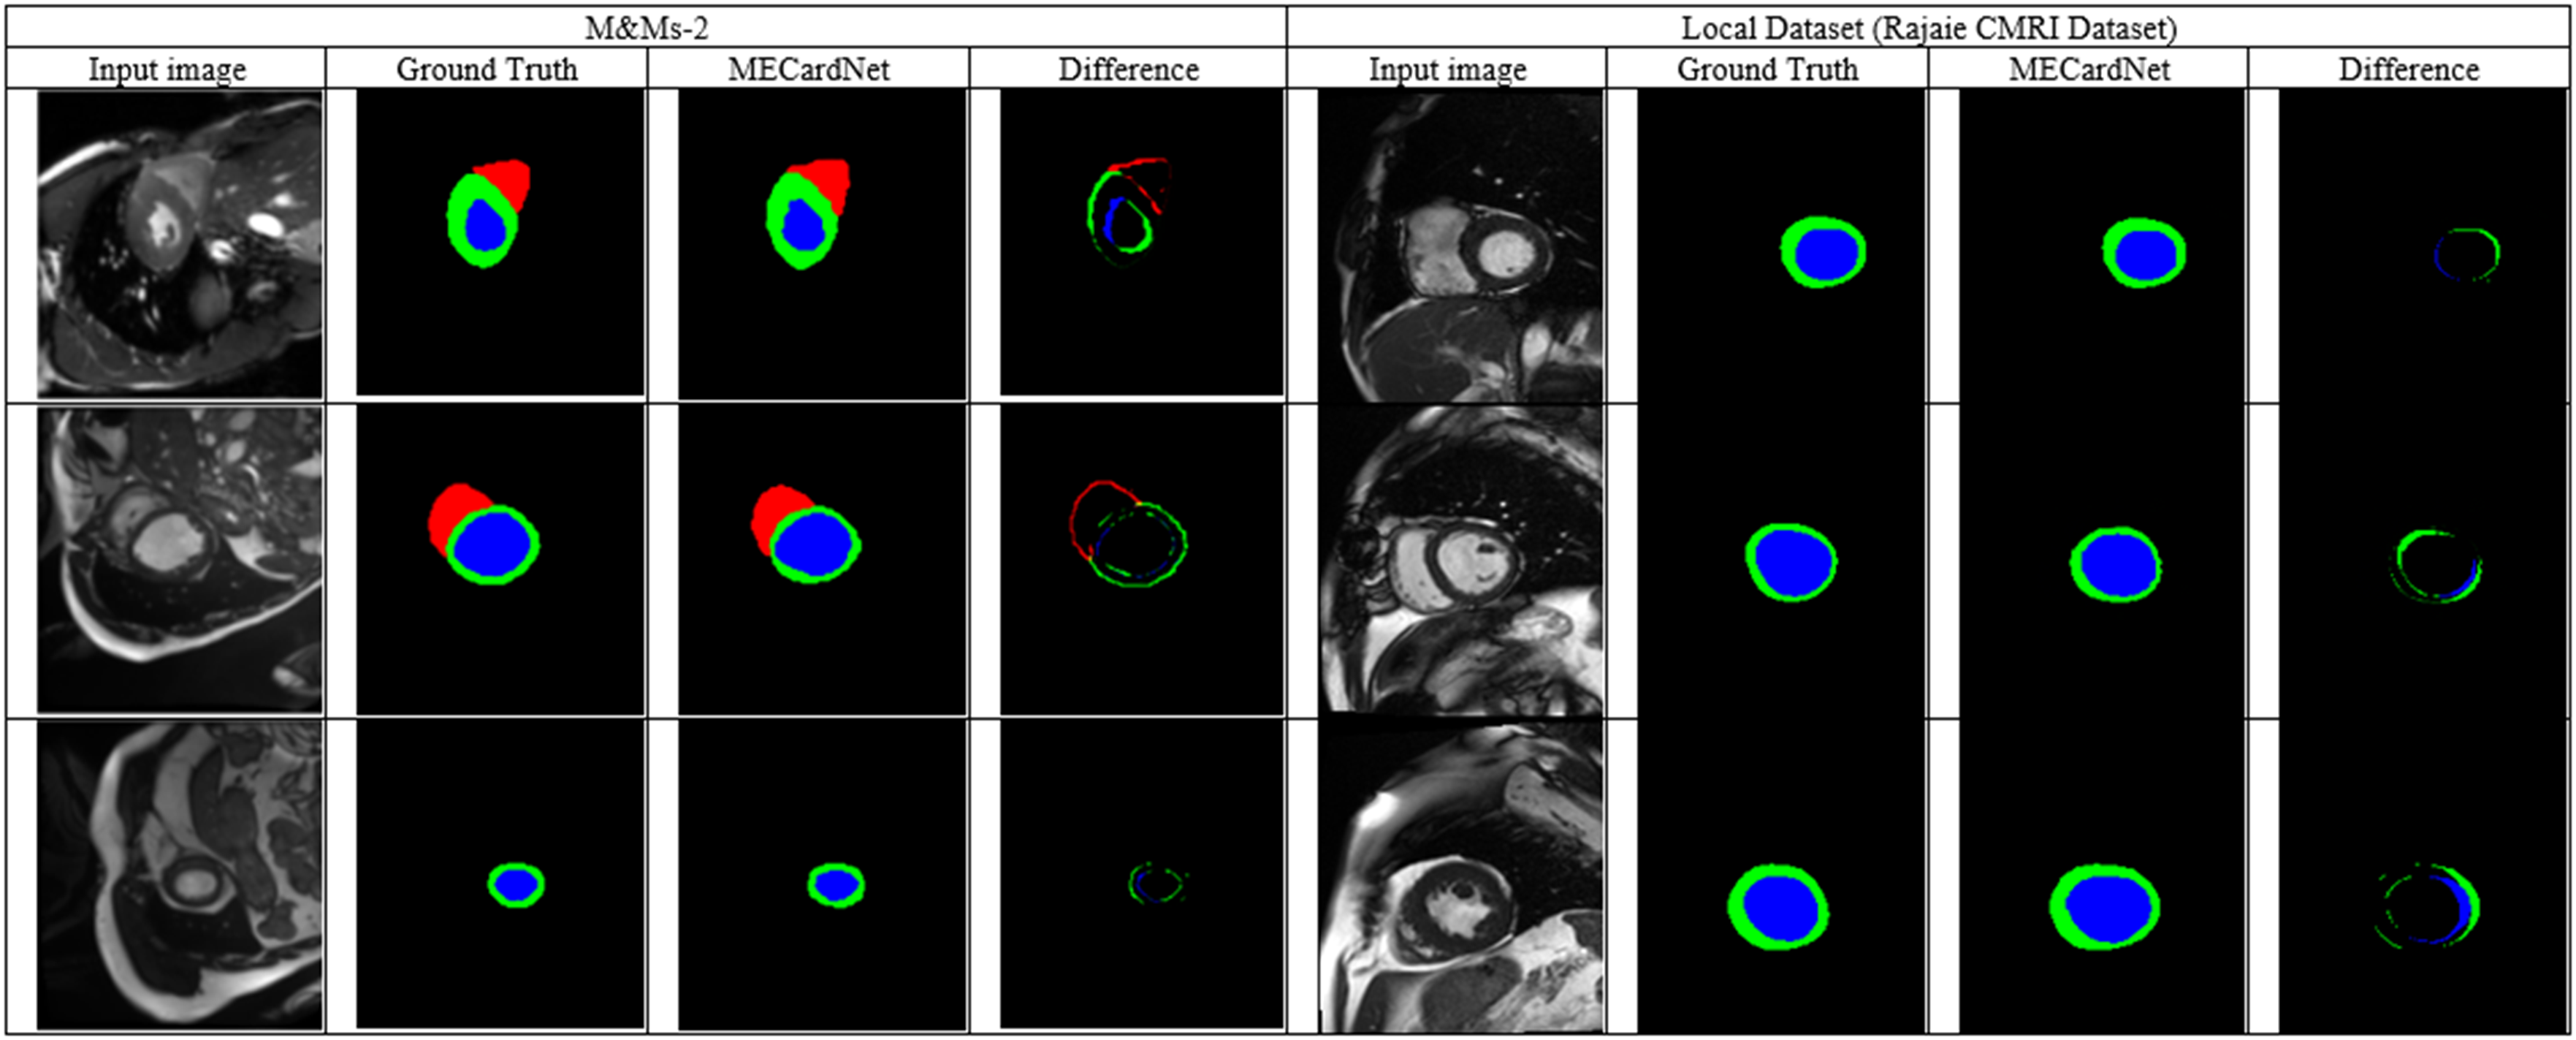 M&Ms-2
Local Dataset (Rajaie CMRI Dataset)
Input image
Ground Truth
MECardNet
Difference
Input image
Ground Truth
MECardNet
Difference